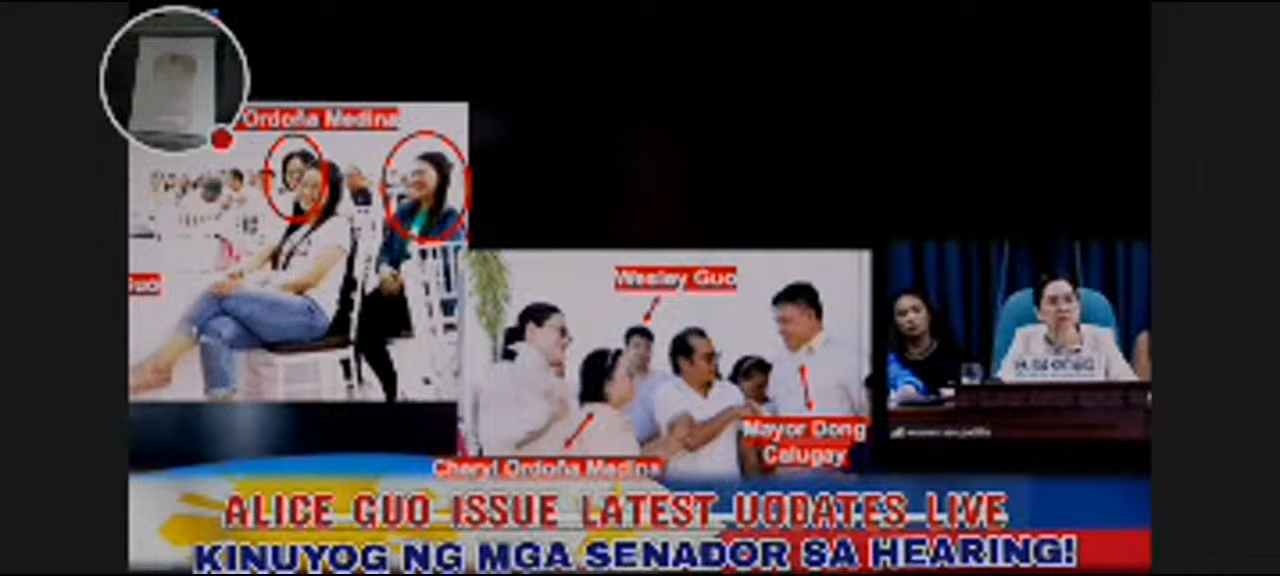 Ordoña Medina
Guo
Wesley Guo
Mayor Dong
Calugay
Cheryl Ordoña Medina
ALICE GUO ISSUE LATEST UODATES LIVE
KINUYOG NG MGA SENADOR SA HEARING!